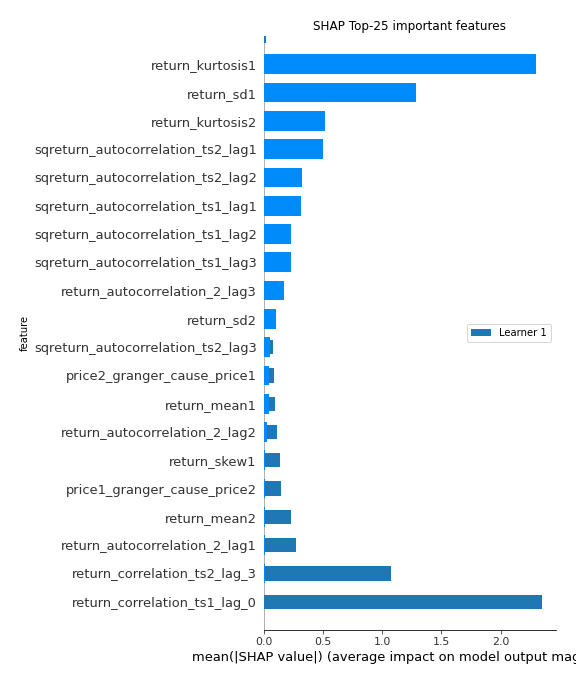 SHAP Top-25 important features
return_kurtosis1
return_sd1
return_kurtosis2
sqreturn_autocorrelation_ts2_lag1
sqreturn_autocorrelation_ts2_lag2
sqreturn_autocorrelation_ts1_lag1
sqreturn_autocorrelation_ts1_lag2
sqreturn_autocorrelation_ts1_lag3
return_autocorrelation_2_lag3
return_sd2
sqreturn_autocorrelation_ts2_lag3
price2_granger_cause_price1
return_mean1
return_autocorrelation_2_lag2
return_skew1
price1_granger_cause_price2
return_mean2
return_autocorrelation_2_lag1
return_correlation_ts2_lag_3
return_correlation_ts1_lag_0
feature
Learner 1
0.0 0.5 1.0 1.5 2.0
mean(|SHAP value|) (average impact on model output mag